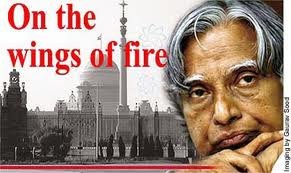 On the
wings of fire
Imaging by Gaurav Sood